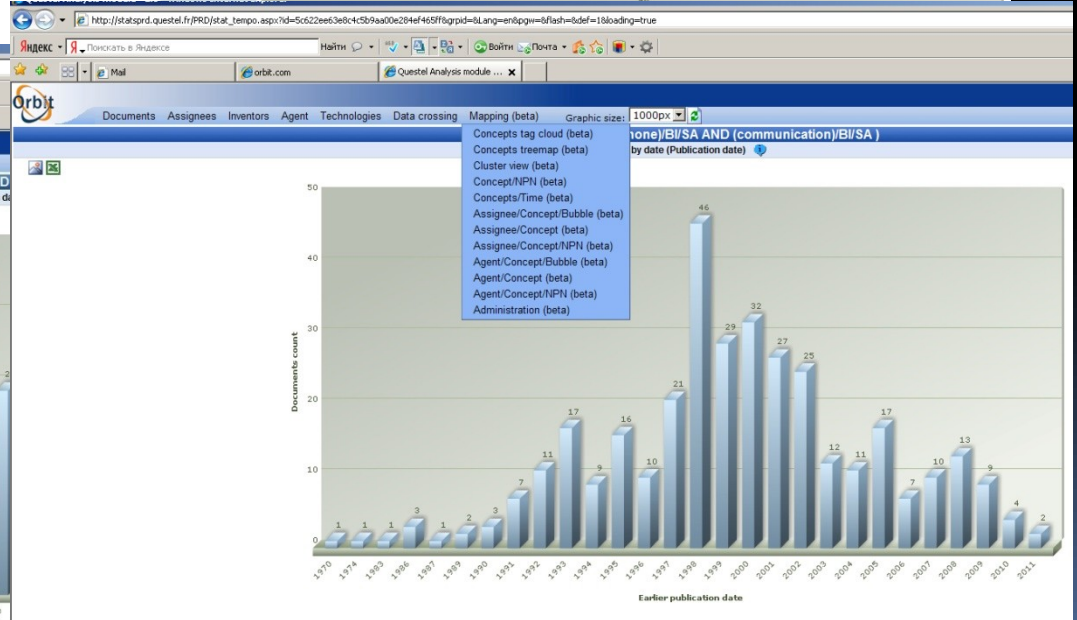 http://statsprd.questel.fr/PRD/stat_tempo.aspx?id=5c622ee63e8c4c5b9aa00e284ef465ff&grpid=&Lang=en&pgw=&flash=&def=1&loading=true
Яндекс Я Поискать в Яндексе Найти Войти Почта
Mail orbit.com Questel Analysis module ... x
Orbit
Documents Assignees Inventors Agent Technologies Data crossing Mapping (beta) Graphic size: 1000px
one)/BI/SA AND (communication)/BI/SA )
by date (Publication date)
Concepts tag cloud (beta)
Concepts treemap (beta)
Cluster view (beta)
Concept/NPN (beta)
Concepts/Time (beta)
Assignee/Concept/Bubble (beta)
Assignee/Concept (beta)
Assignee/Concept/NPN (beta)
Agent/Concept/Bubble (beta)
Agent/Concept (beta)
Agent/Concept/NPN (beta)
Administration (beta)
Documents count
50
40
30
20
10
0
1 1 1 3 1 2 3 7 11 17 9 16 10 21 46 29 32 27 25 12 11 17 7 10 13 9 4 2
1970 1974 1983 1986 1987 1989 1990 1991 1992 1993 1994 1995 1996 1997 1998 1999 2000 2001 2002 2003 2004 2005 2006 2007 2008 2009 2010 2011
Earlier publication date